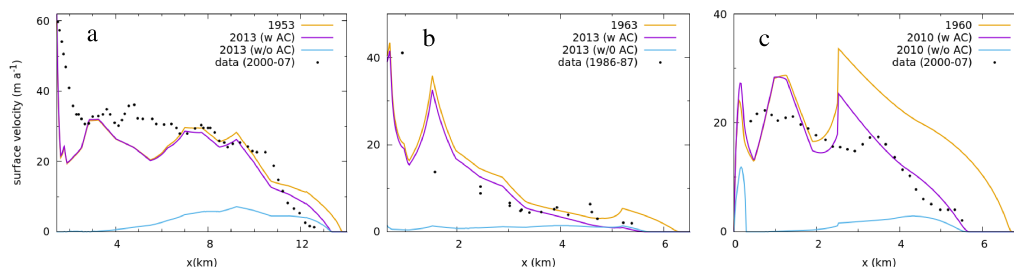 a
1953
2013 (w AC)
2013 (w/o AC)
data (2000-07)
surface velocity (m a⁻¹)
60
40
20
0
4
8
12
x(km)
b
1963
2013 (w AC)
2013 (w/0 AC)
data (1986-87)
40
20
0
2
4
6
x (km)
c
1960
2010 (w AC)
2010 (w/o AC)
data (2000-07)
40
20
0
0
2
4
6
x (km)